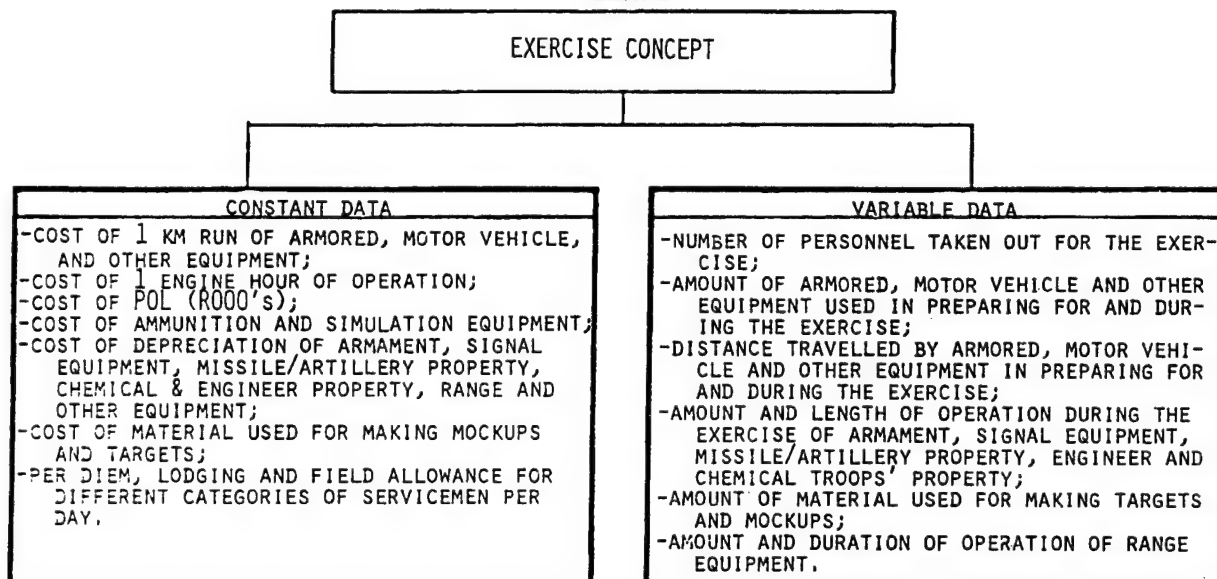 EXERCISE CONCEPT
CONSTANT DATA
-COST OF 1 KM RUN OF ARMORED, MOTOR VEHICLE,
AND OTHER EQUIPMENT;
-COST OF 1 ENGINE HOUR OF OPERATION;
-COST OF POL (R000's);
-COST OF AMMUNITION AND SIMULATION EQUIPMENT;
-COST OF DEPRECIATION OF ARMAMENT, SIGNAL
EQUIPMENT, MISSILE/ARTILLERY PROPERTY,
CHEMICAL & ENGINEER PROPERTY, RANGE AND
OTHER EQUIPMENT;
-COST OF MATERIAL USED FOR MAKING MOCKUPS
AND TARGETS;
-PER DIEM, LODGING AND FIELD ALLOWANCE FOR
DIFFERENT CATEGORIES OF SERVICEMEN PER
DAY.
VARIABLE DATA
-NUMBER OF PERSONNEL TAKEN OUT FOR THE EXER-
CISE;
-AMOUNT OF ARMORED, MOTOR VEHICLE AND OTHER
EQUIPMENT USED IN PREPARING FOR AND DUR-
ING THE EXERCISE;
-DISTANCE TRAVELLED BY ARMORED, MOTOR VEHI-
CLE AND OTHER EQUIPMENT IN PREPARING FOR
AND DURING THE EXERCISE;
-AMOUNT AND LENGTH OF OPERATION DURING THE
EXERCISE OF ARMAMENT, SIGNAL EQUIPMENT,
MISSILE/ARTILLERY PROPERTY, ENGINEER AND
CHEMICAL TROOPS' PROPERTY;
-AMOUNT OF MATERIAL USED FOR MAKING TARGETS
AND MOCKUPS;
-AMOUNT AND DURATION OF OPERATION OF RANGE
EQUIPMENT.